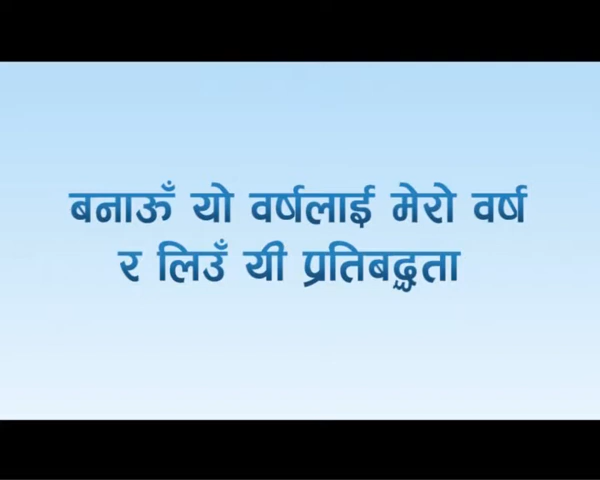 बनाऊँ यो वर्षलाई मेरो वर्ष
र लिउँ यी प्रतिबद्धता